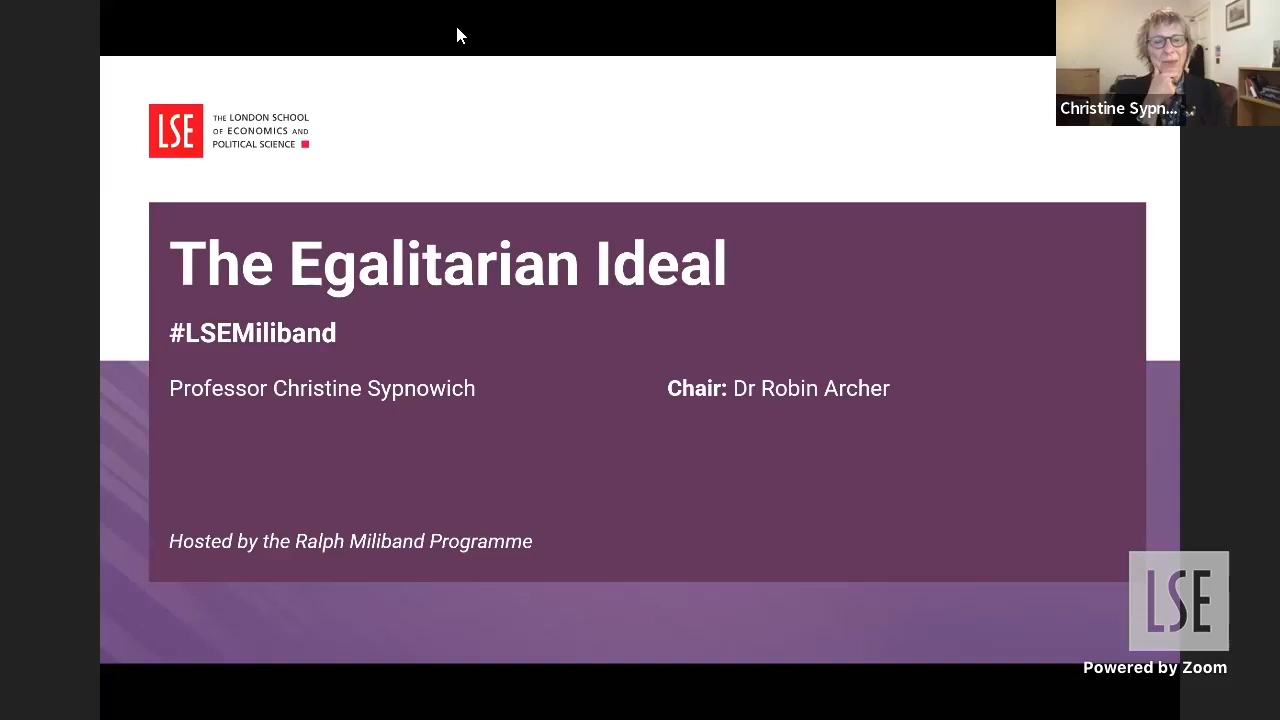 Christine Sypn...
LSE
THE LONDON SCHOOL
OF ECONOMICS AND
POLITICAL SCIENCE
The Egalitarian Ideal
#LSEMiliband
Professor Christine Sypnowich
Chair: Dr Robin Archer
Hosted by the Ralph Miliband Programme
LSE
Powered by Zoom